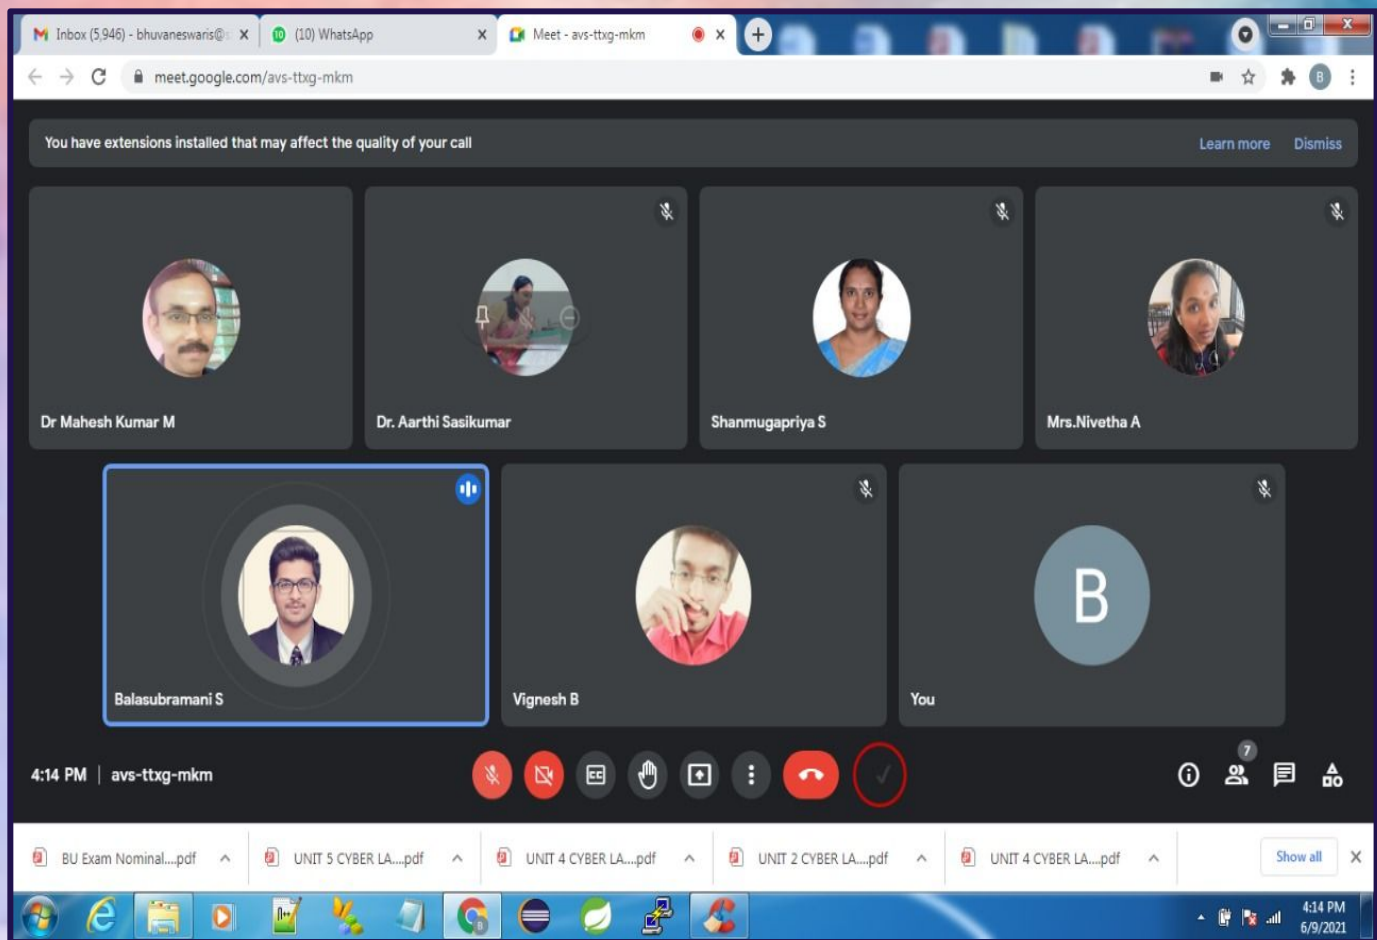 Inbox (5,946) - bhuvaneswaris@s
(10) WhatsApp
Meet - avs-ttxg-mkm
meet.google.com/avs-ttxg-mkm
B
You have extensions installed that may affect the quality of your call
Learn more
Dismiss
Dr Mahesh Kumar M
Dr. Aarthi Sasikumar
Shanmugapriya S
Mrs.Nivetha A
Balasubramani S
Vignesh B
B
You
4:14 PM | avs-ttxg-mkm
CC
7
BU Exam Nominal....pdf
UNIT 5 CYBER LA....pdf
UNIT 4 CYBER LA....pdf
UNIT 2 CYBER LA....pdf
UNIT 4 CYBER LA....pdf
Show all
4:14 PM
6/9/2021